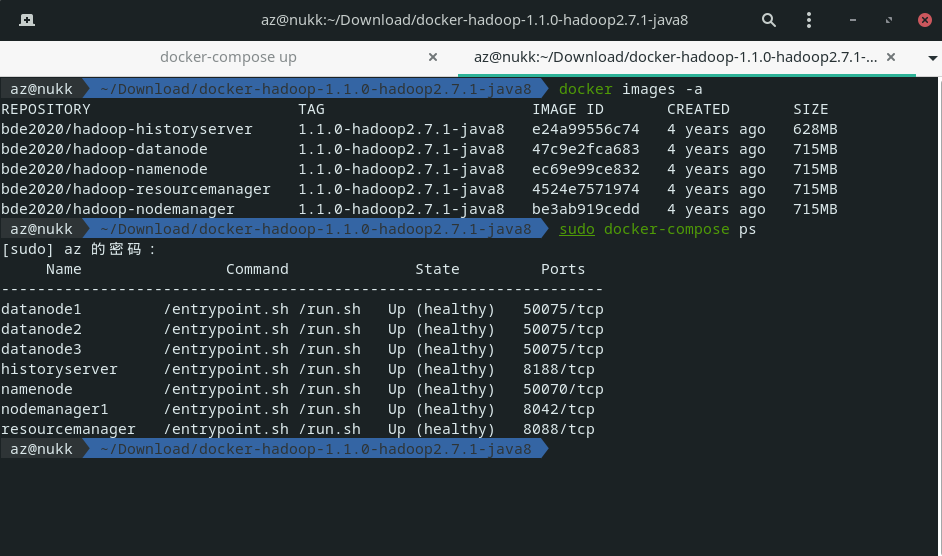 az@nukk:~/Download/docker-hadoop-1.1.0-hadoop2.7.1-java8
docker-compose up
az@nukk:~/Download/docker-hadoop-1.1.0-hadoop2.7.1-...
az@nukk ~/Download/docker-hadoop-1.1.0-hadoop2.7.1-java8 docker images -a
REPOSITORY TAG IMAGE ID CREATED SIZE
bde2020/hadoop-historyserver 1.1.0-hadoop2.7.1-java8 e24a99556c74 4 years ago 628MB
bde2020/hadoop-datanode 1.1.0-hadoop2.7.1-java8 47c9e2fca683 4 years ago 715MB
bde2020/hadoop-namenode 1.1.0-hadoop2.7.1-java8 ec69e99ce832 4 years ago 715MB
bde2020/hadoop-resourcemanager 1.1.0-hadoop2.7.1-java8 4524e7571974 4 years ago 715MB
bde2020/hadoop-nodemanager 1.1.0-hadoop2.7.1-java8 be3ab919cedd 4 years ago 715MB
az@nukk ~/Download/docker-hadoop-1.1.0-hadoop2.7.1-java8 sudo docker-compose ps
[sudo] az 的密码：
Name Command State Ports
-------------------------------------------------------------------
datanode1 /entrypoint.sh /run.sh Up (healthy) 50075/tcp
datanode2 /entrypoint.sh /run.sh Up (healthy) 50075/tcp
datanode3 /entrypoint.sh /run.sh Up (healthy) 50075/tcp
historyserver /entrypoint.sh /run.sh Up (healthy) 8188/tcp
namenode /entrypoint.sh /run.sh Up (healthy) 50070/tcp
nodemanager1 /entrypoint.sh /run.sh Up (healthy) 8042/tcp
resourcemanager /entrypoint.sh /run.sh Up (healthy) 8088/tcp
az@nukk ~/Download/docker-hadoop-1.1.0-hadoop2.7.1-java8